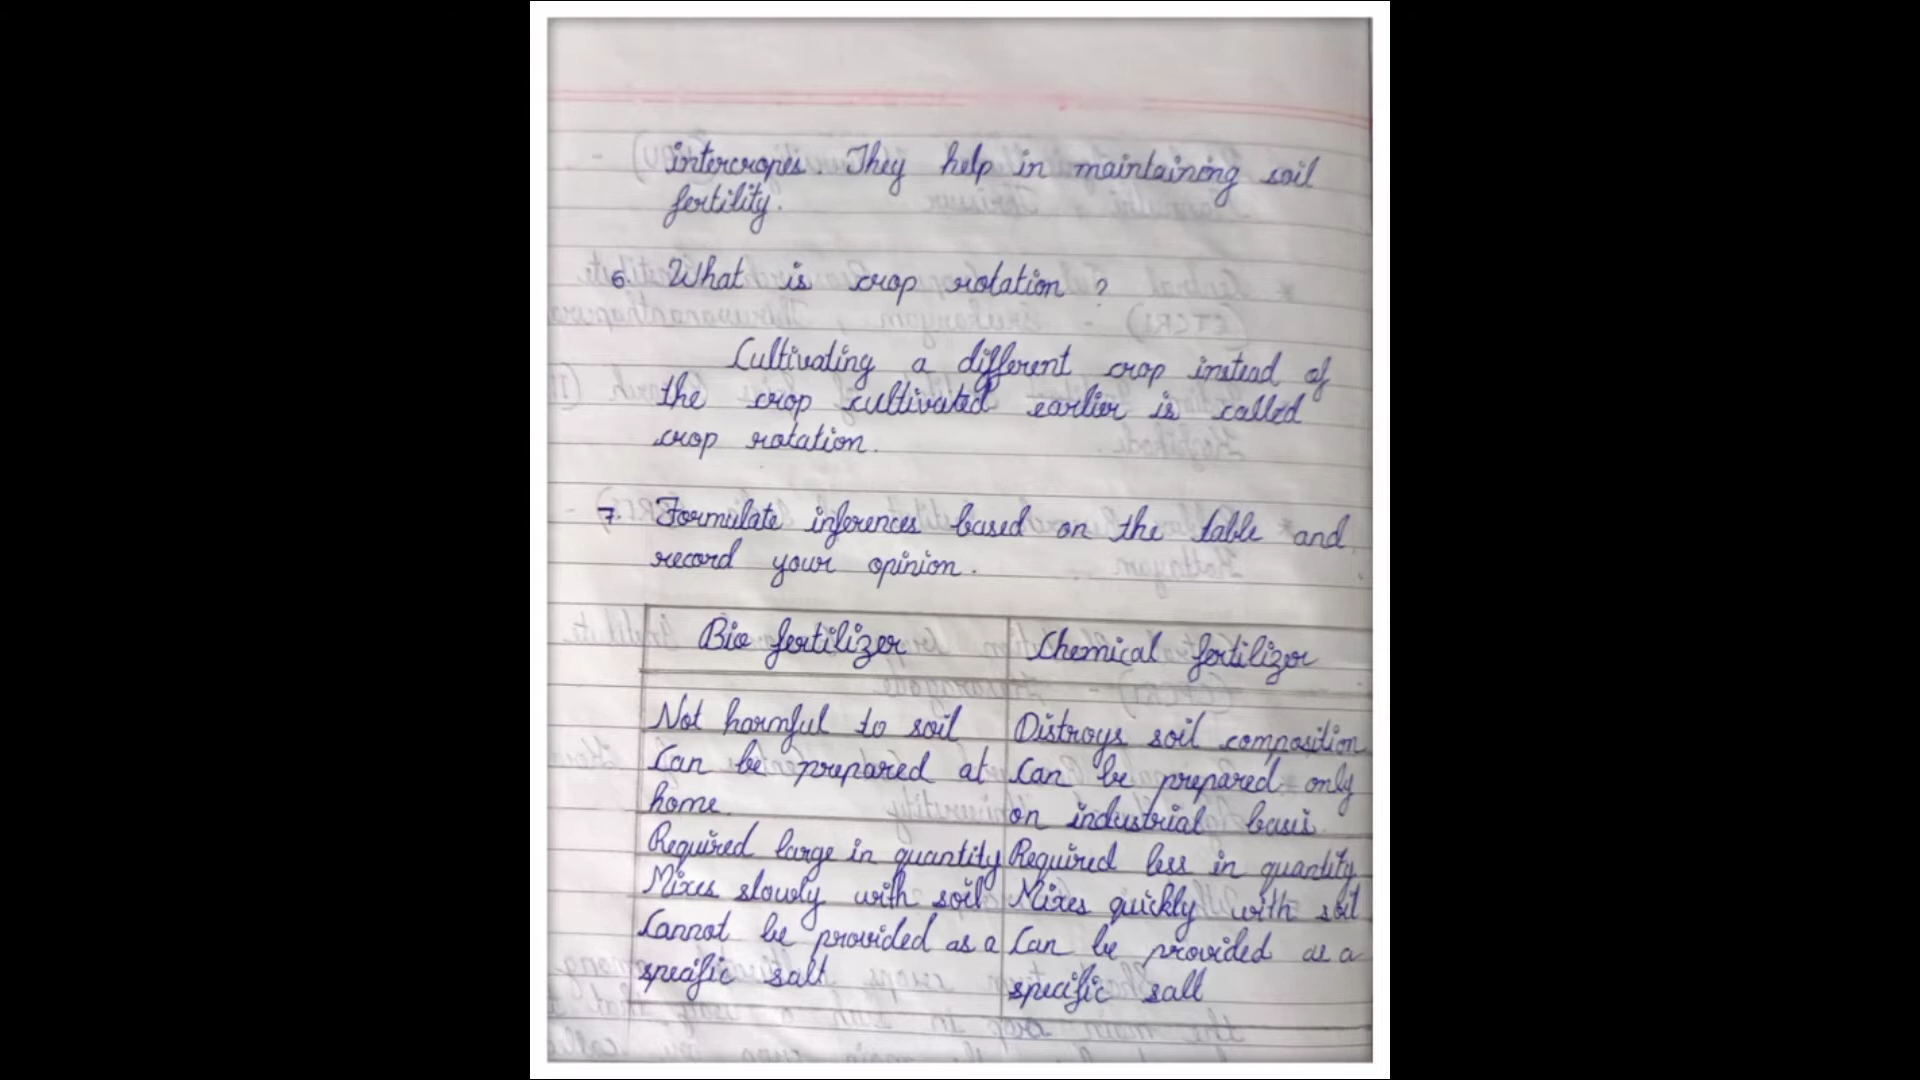 intercropes. They help in maintaining soil
fertility.
6. What is crop rotation ?
Cultivating a different crop instead of
the crop cultivated earlier is called
crop rotation.
7. Formulate inferences based on the table and
record your opinion.
Bio fertilizer
Chemical fertilizer
Not harmful to soil
Distroys soil composition
Can be prepared at
home.
Can be prepared only
on industrial basis
Required large in quantity
Required less in quantity
Mixes slowly with soil
Mixes quickly with soil
Cannot be provided as a
specific salt
Can be provided as a
specific salt